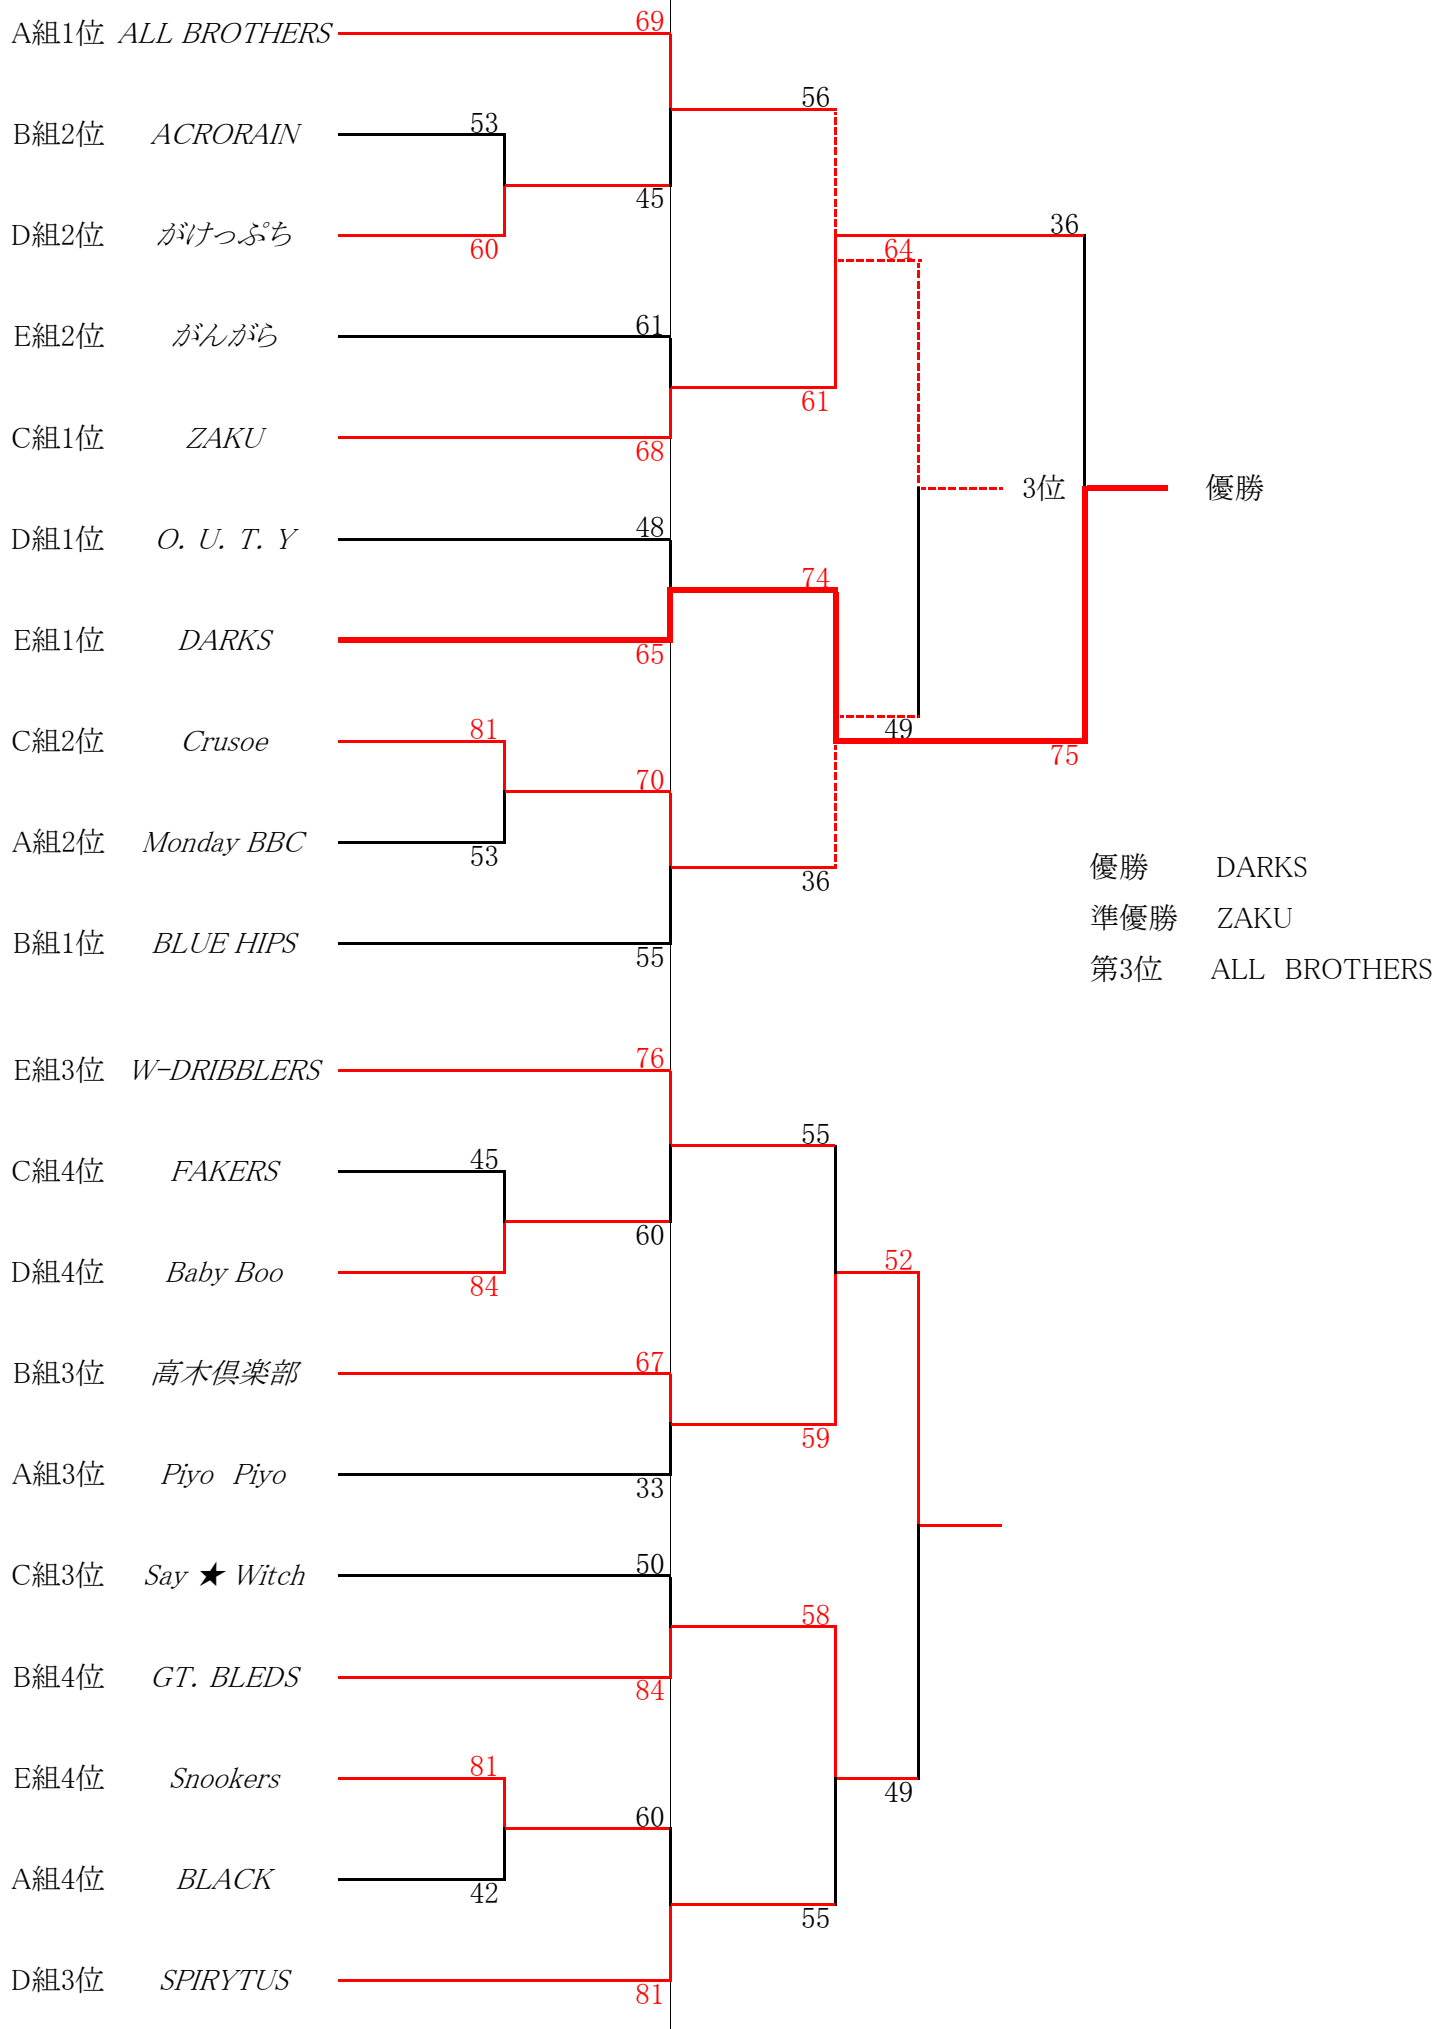 69
A組1位 ALL BROTHERS
56
53
B組2位 ACRORAIN
45
36
D組2位 がけっぷち
60
64
61
E組2位 がんがら
61
C組1位 ZAKU
68
3位 優勝
48
D組1位 O. U. T. Y
74
E組1位 DARKS
65
81
49
C組2位 Crusoe
75
70
A組2位 Monday BBC
53
優勝 DARKS
36
準優勝 ZAKU
B組1位 BLUE HIPS
55
第3位 ALL BROTHERS
76
E組3位 W-DRIBBLERS
55
45
C組4位 FAKERS
60
52
D組4位 Baby Boo
84
67
B組3位 高木倶楽部
59
A組3位 Piyo Piyo
33
50
C組3位 Say ★ Witch
58
B組4位 GT. BLEDS
84
81
E組4位 Snookers
49
60
A組4位 BLACK
42
55
D組3位 SPIRYTUS
81